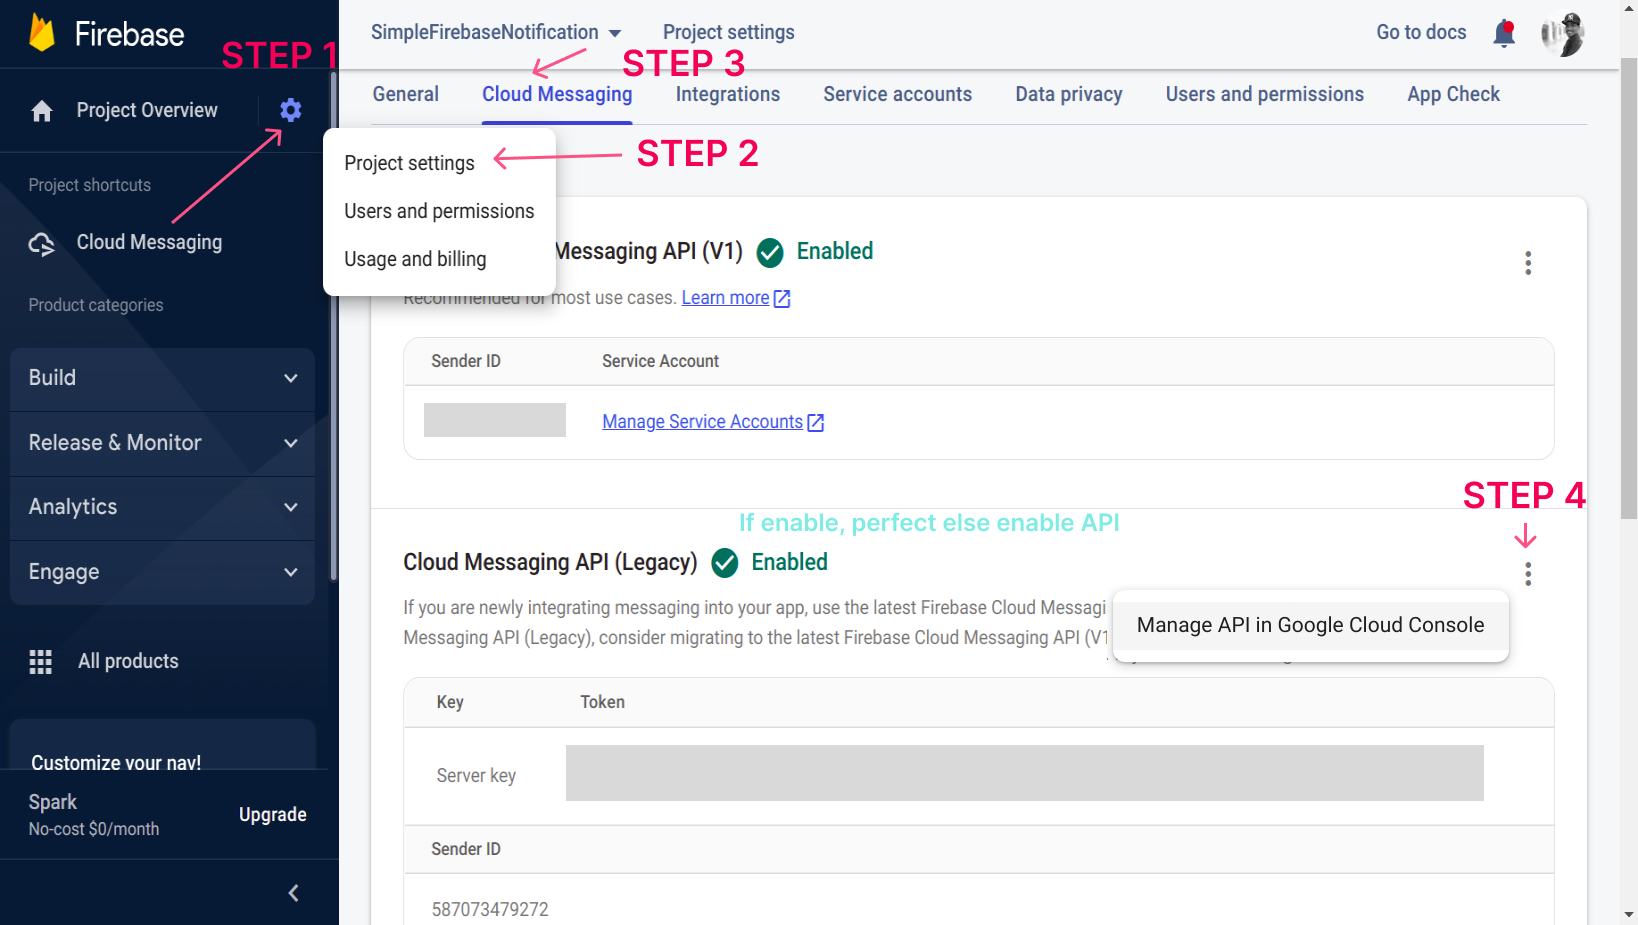 Firebase
STEP 1
Project Overview
Project shortcuts
Cloud Messaging
Product categories
Build
Release & Monitor
Analytics
Engage
All products
Customize your nav!
Spark
No-cost $0/month
Upgrade
SimpleFirebaseNotification
Project settings
Go to docs
STEP 3
General
Cloud Messaging
Integrations
Service accounts
Data privacy
Users and permissions
App Check
Project settings
STEP 2
Users and permissions
Usage and billing
Messaging API (V1)
Enabled
Recommended for most use cases. Learn more
Sender ID
Service Account
Manage Service Accounts
STEP 4
If enable, perfect else enable API
Cloud Messaging API (Legacy)
Enabled
If you are newly integrating messaging into your app, use the latest Firebase Cloud Messagi
Messaging API (Legacy), consider migrating to the latest Firebase Cloud Messaging API (V1
Manage API in Google Cloud Console
Key
Token
Server key
Sender ID
587073479272